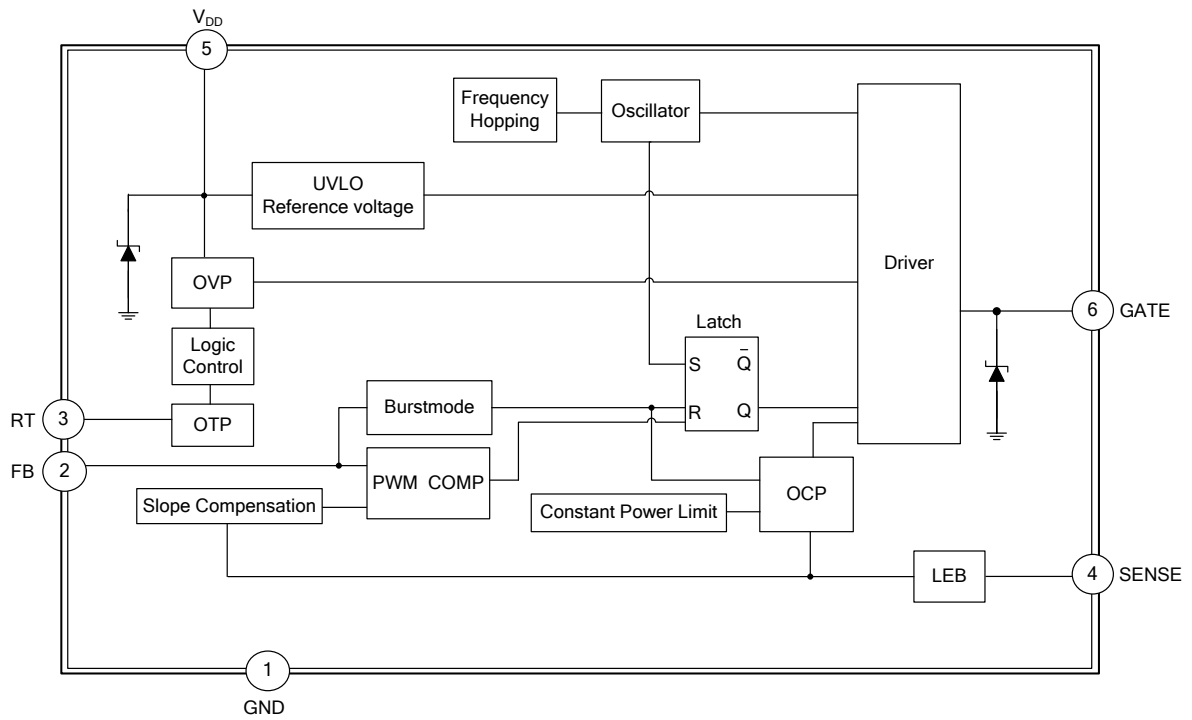 VDD
5
Frequency
Hopping
Oscillator
UVLO
Reference voltage
Driver
OVP
6
GATE
Latch
Logic
Control
S
Q̄
Burstmode
RT
3
OTP
R
Q
FB
2
PWM COMP
OCP
Slope Compensation
Constant Power Limit
LEB
4
SENSE
1
GND